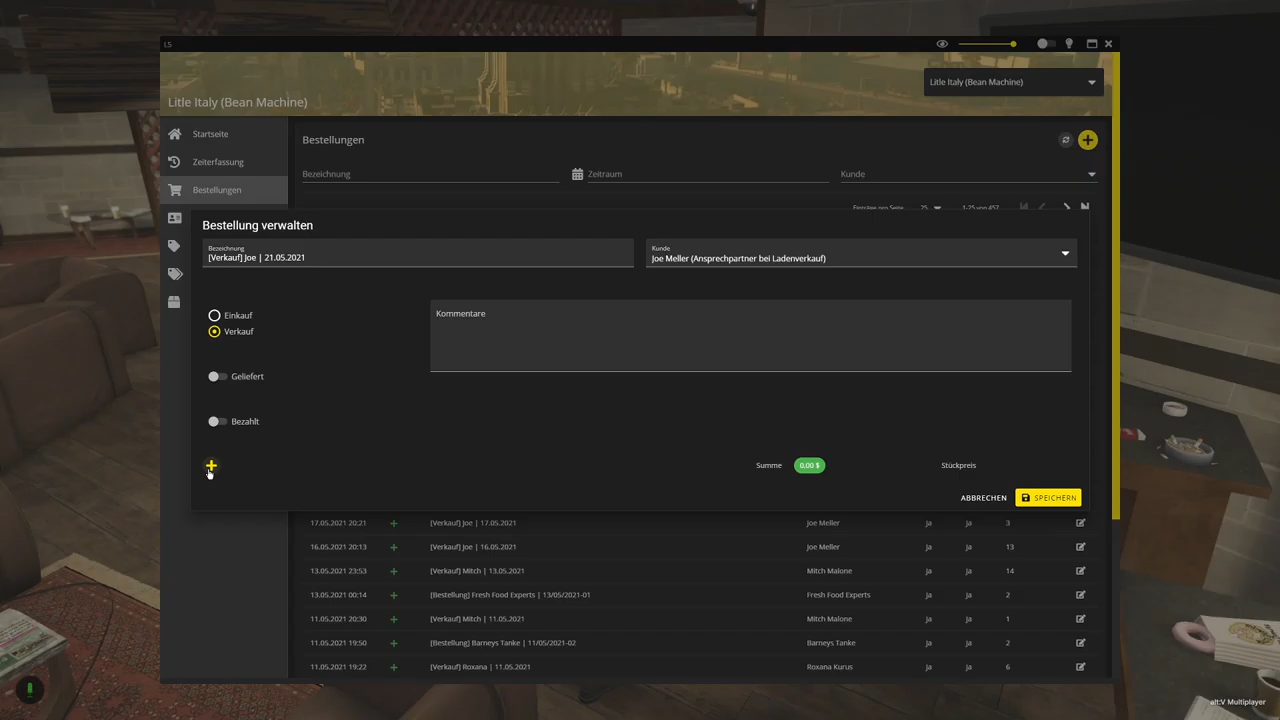 LS
Litle Italy (Bean Machine)
Litle Italy (Bean Machine)
Startseite
Zeiterfassung
Bestellungen
Bestellungen
Bezeichnung
Zeitraum
Kunde
Einträge pro Seite 25 1-25 von 457
Bestellung verwalten
Bezeichnung
[Verkauf] Joe | 21.05.2021
Kunde
Joe Meller (Ansprechpartner bei Ladenverkauf)
Einkauf
Verkauf
Kommentare
Geliefert
Bezahlt
Summe 0,00 $ Stückpreis
ABBRECHEN SPEICHERN
17.05.2021 20:21 [Verkauf] Joe | 17.05.2021 Joe Meller Ja Ja 3
16.05.2021 20:13 [Verkauf] Joe | 16.05.2021 Joe Meller Ja Ja 13
13.05.2021 23:53 [Verkauf] Mitch | 13.05.2021 Mitch Malone Ja Ja 14
13.05.2021 00:14 [Bestellung] Fresh Food Experts | 13/05/2021-01 Fresh Food Experts Ja Ja 2
11.05.2021 20:30 [Verkauf] Mitch | 11.05.2021 Mitch Malone Ja Ja 1
11.05.2021 19:50 [Bestellung] Barneys Tanke | 11/05/2021-02 Barneys Tanke Ja Ja 2
11.05.2021 19:22 [Verkauf] Roxana | 11.05.2021 Roxana Kurus Ja Ja 6
alt:V Multiplayer